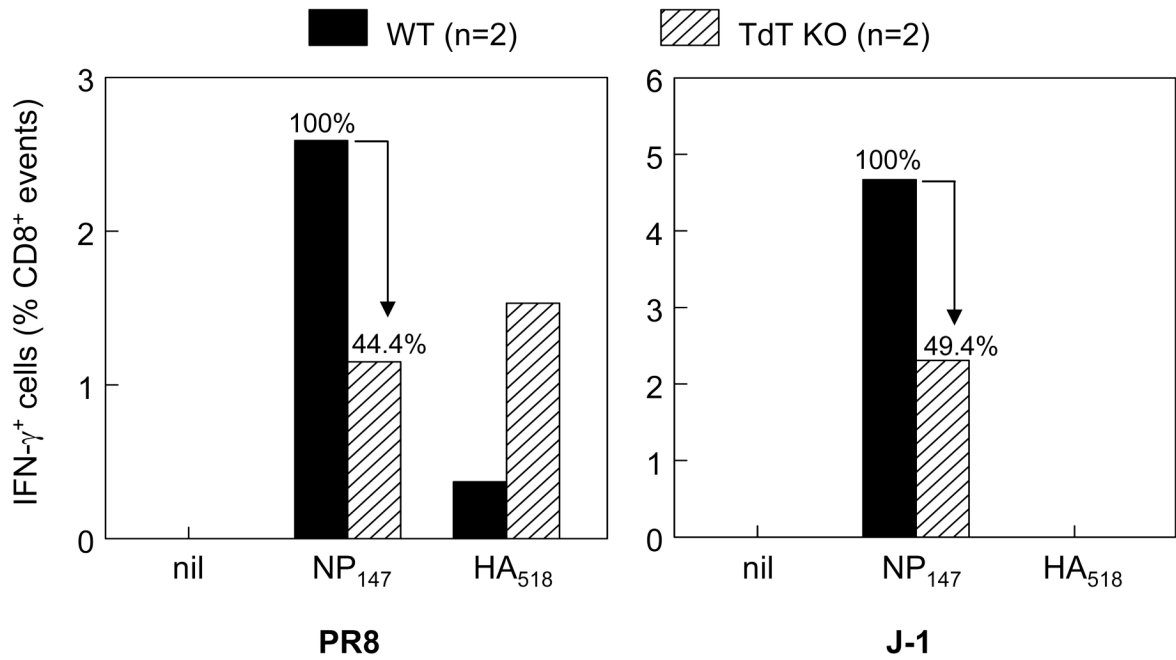 WT (n=2)
TdT KO (n=2)
IFN-γ⁺ cells (% CD8⁺ events)
3
2
1
0
100%
44.4%
nil
NP₁₄₇
HA₅₁₈
PR8
6
5
4
3
2
1
0
100%
49.4%
nil
NP₁₄₇
HA₅₁₈
J-1